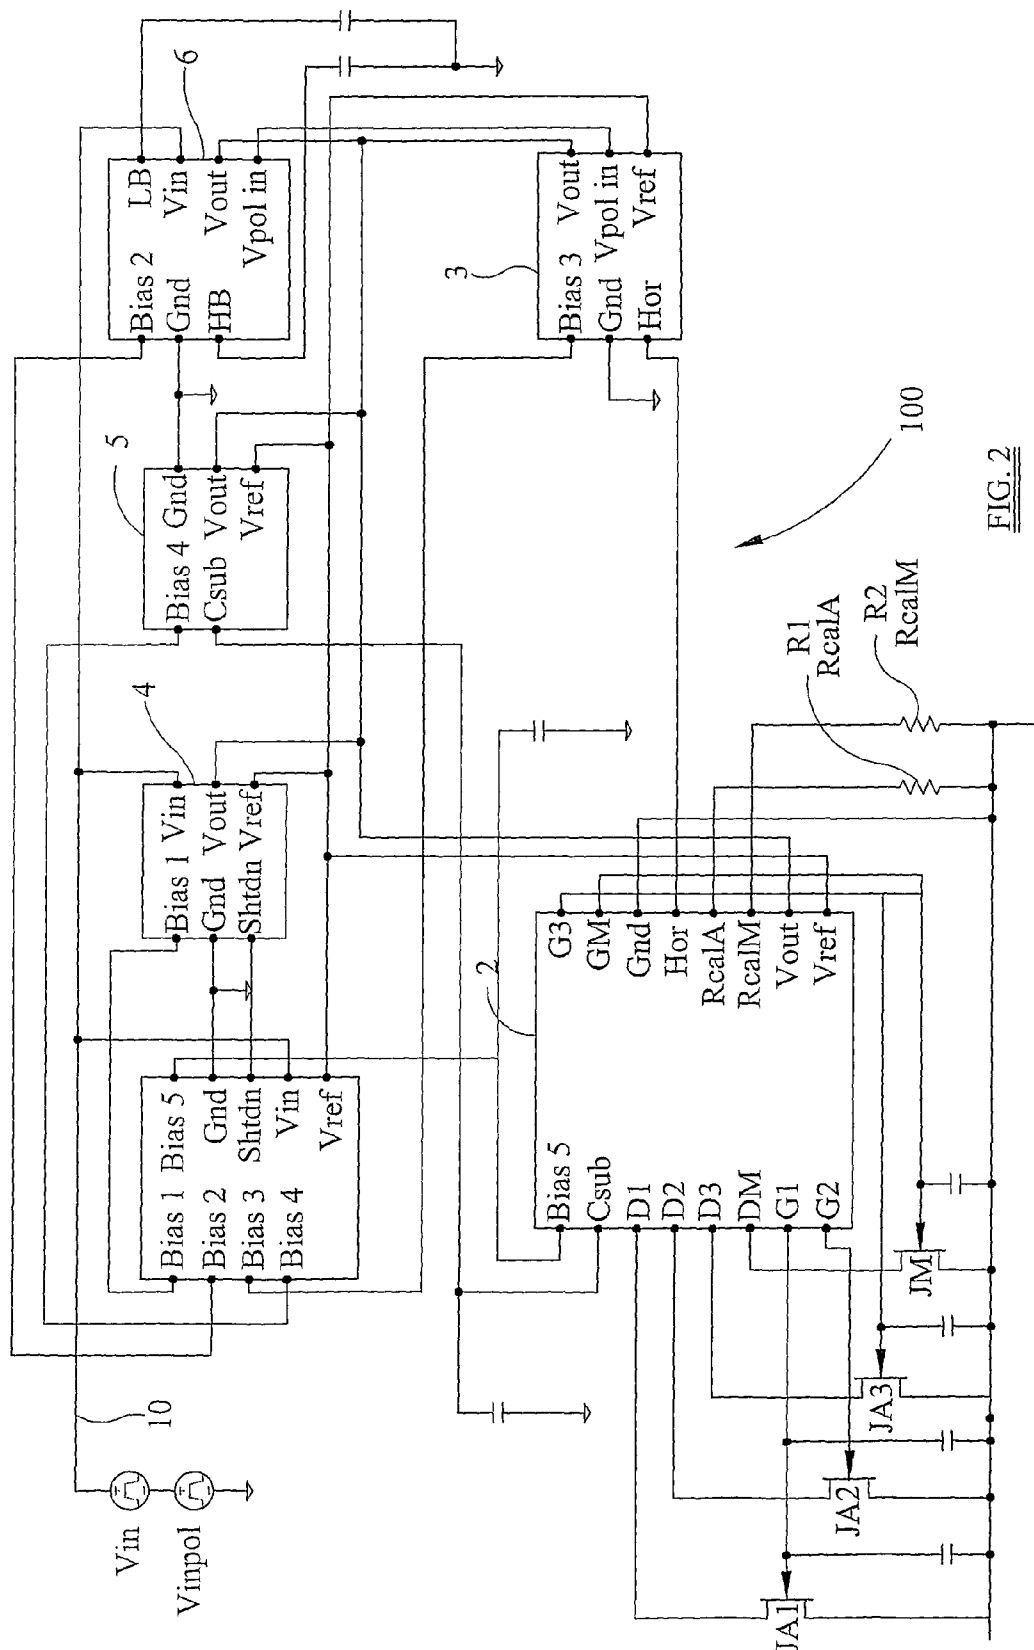 Vin
Vinpol
10
Bias 1
Bias 2
Bias 3
Bias 4
Bias 5
Gnd
Shtdn
Vin
Vref
4
Bias 1
Gnd
Shtdn
Vin
Vout
Vref
5
Bias 4
Csub
Gnd
Vout
Vref
6
Bias 2
Gnd
HB
LB
Vin
Vout
Vpol in
3
Bias 3
Gnd
Hor
Vout
Vpol in
Vref
2
Bias 5
Csub
D1
D2
D3
DM
G1
G2
G3
GM
Gnd
Hor
RcalA
RcalM
Vout
Vref
JA1
JA2
JA3
JM
R1
RcalA
R2
RcalM
100
FIG. 2